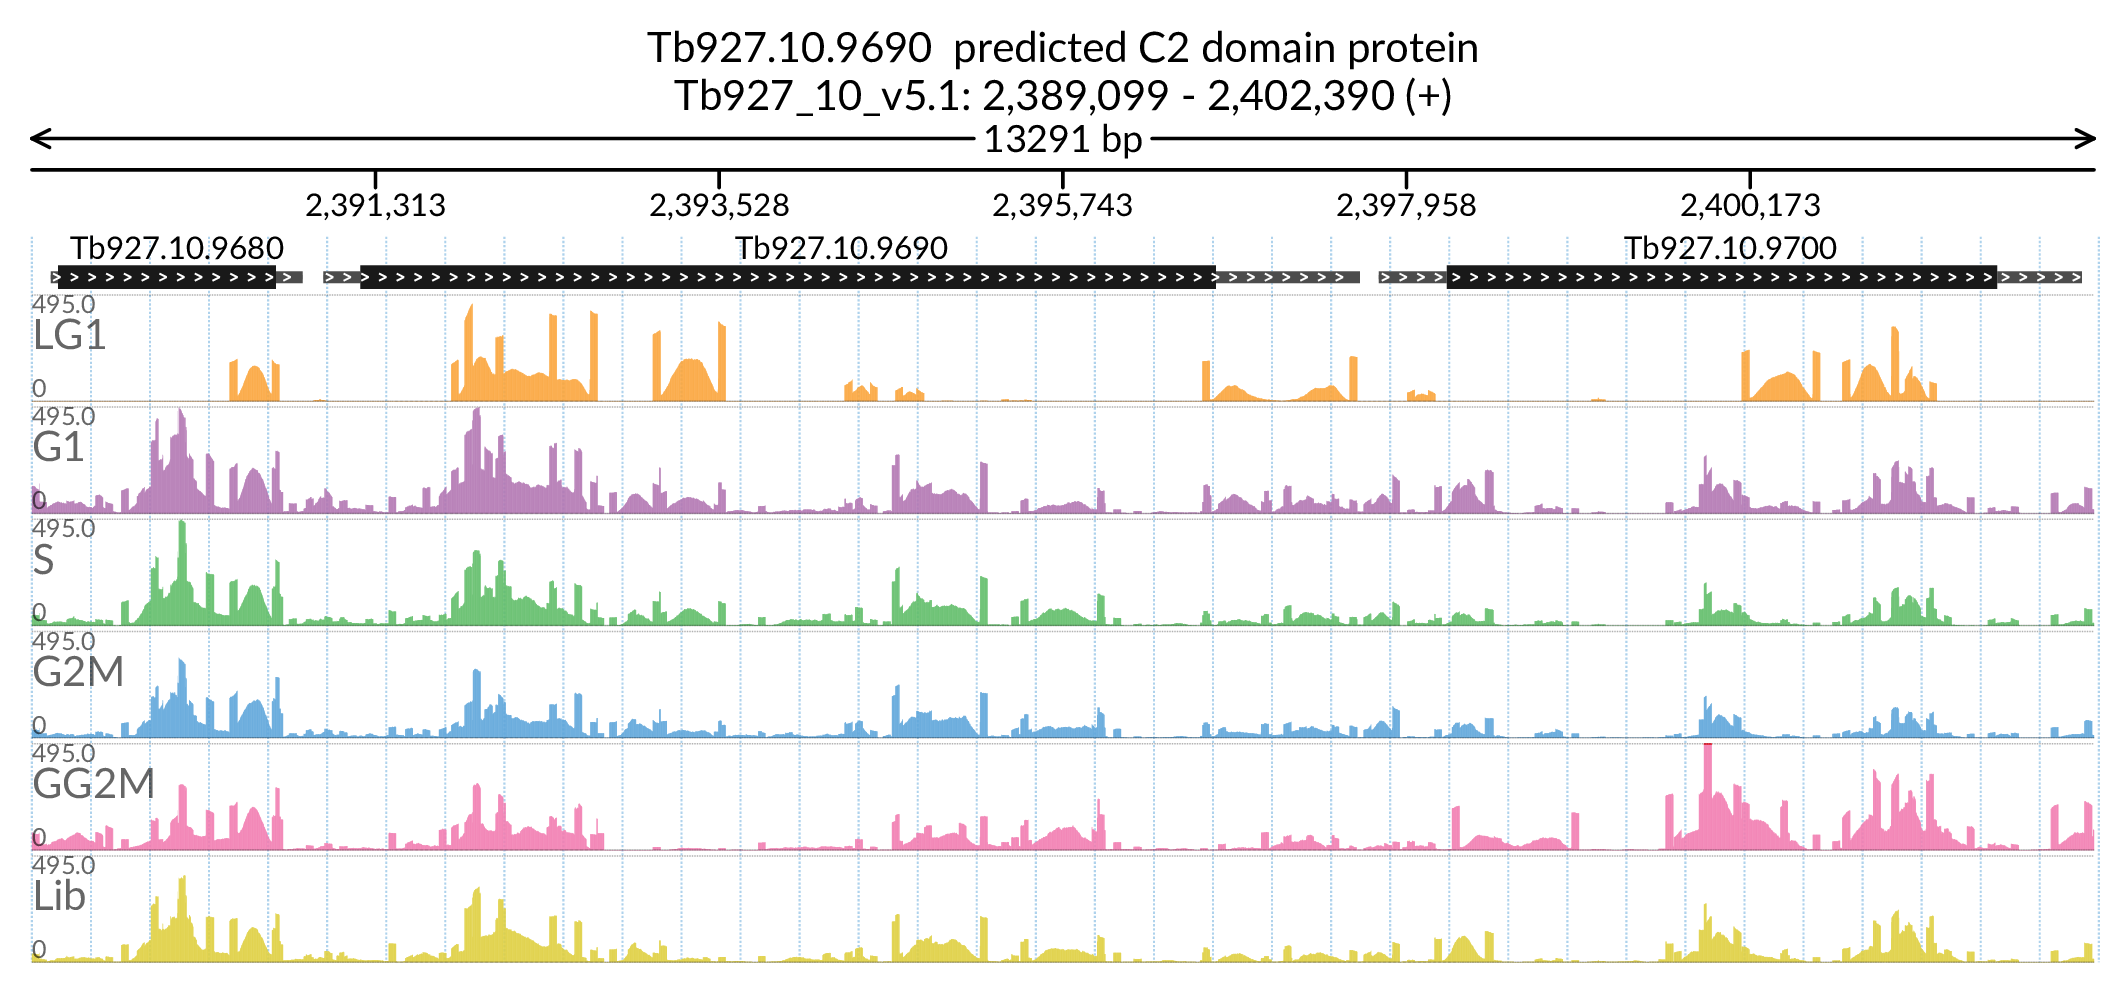 Tb927.10.9690  predicted C2 domain protein
Tb927_10_v5.1: 2,389,099 - 2,402,390 (+)
13291 bp
2,391,313 2,393,528 2,395,743 2,397,958 2,400,173
Tb927.10.9680 Tb927.10.9690 Tb927.10.9700
495.0
LG1
0
495.0
G1
0
495.0
S
0
495.0
G2M
0
495.0
GG2M
0
495.0
Lib
0